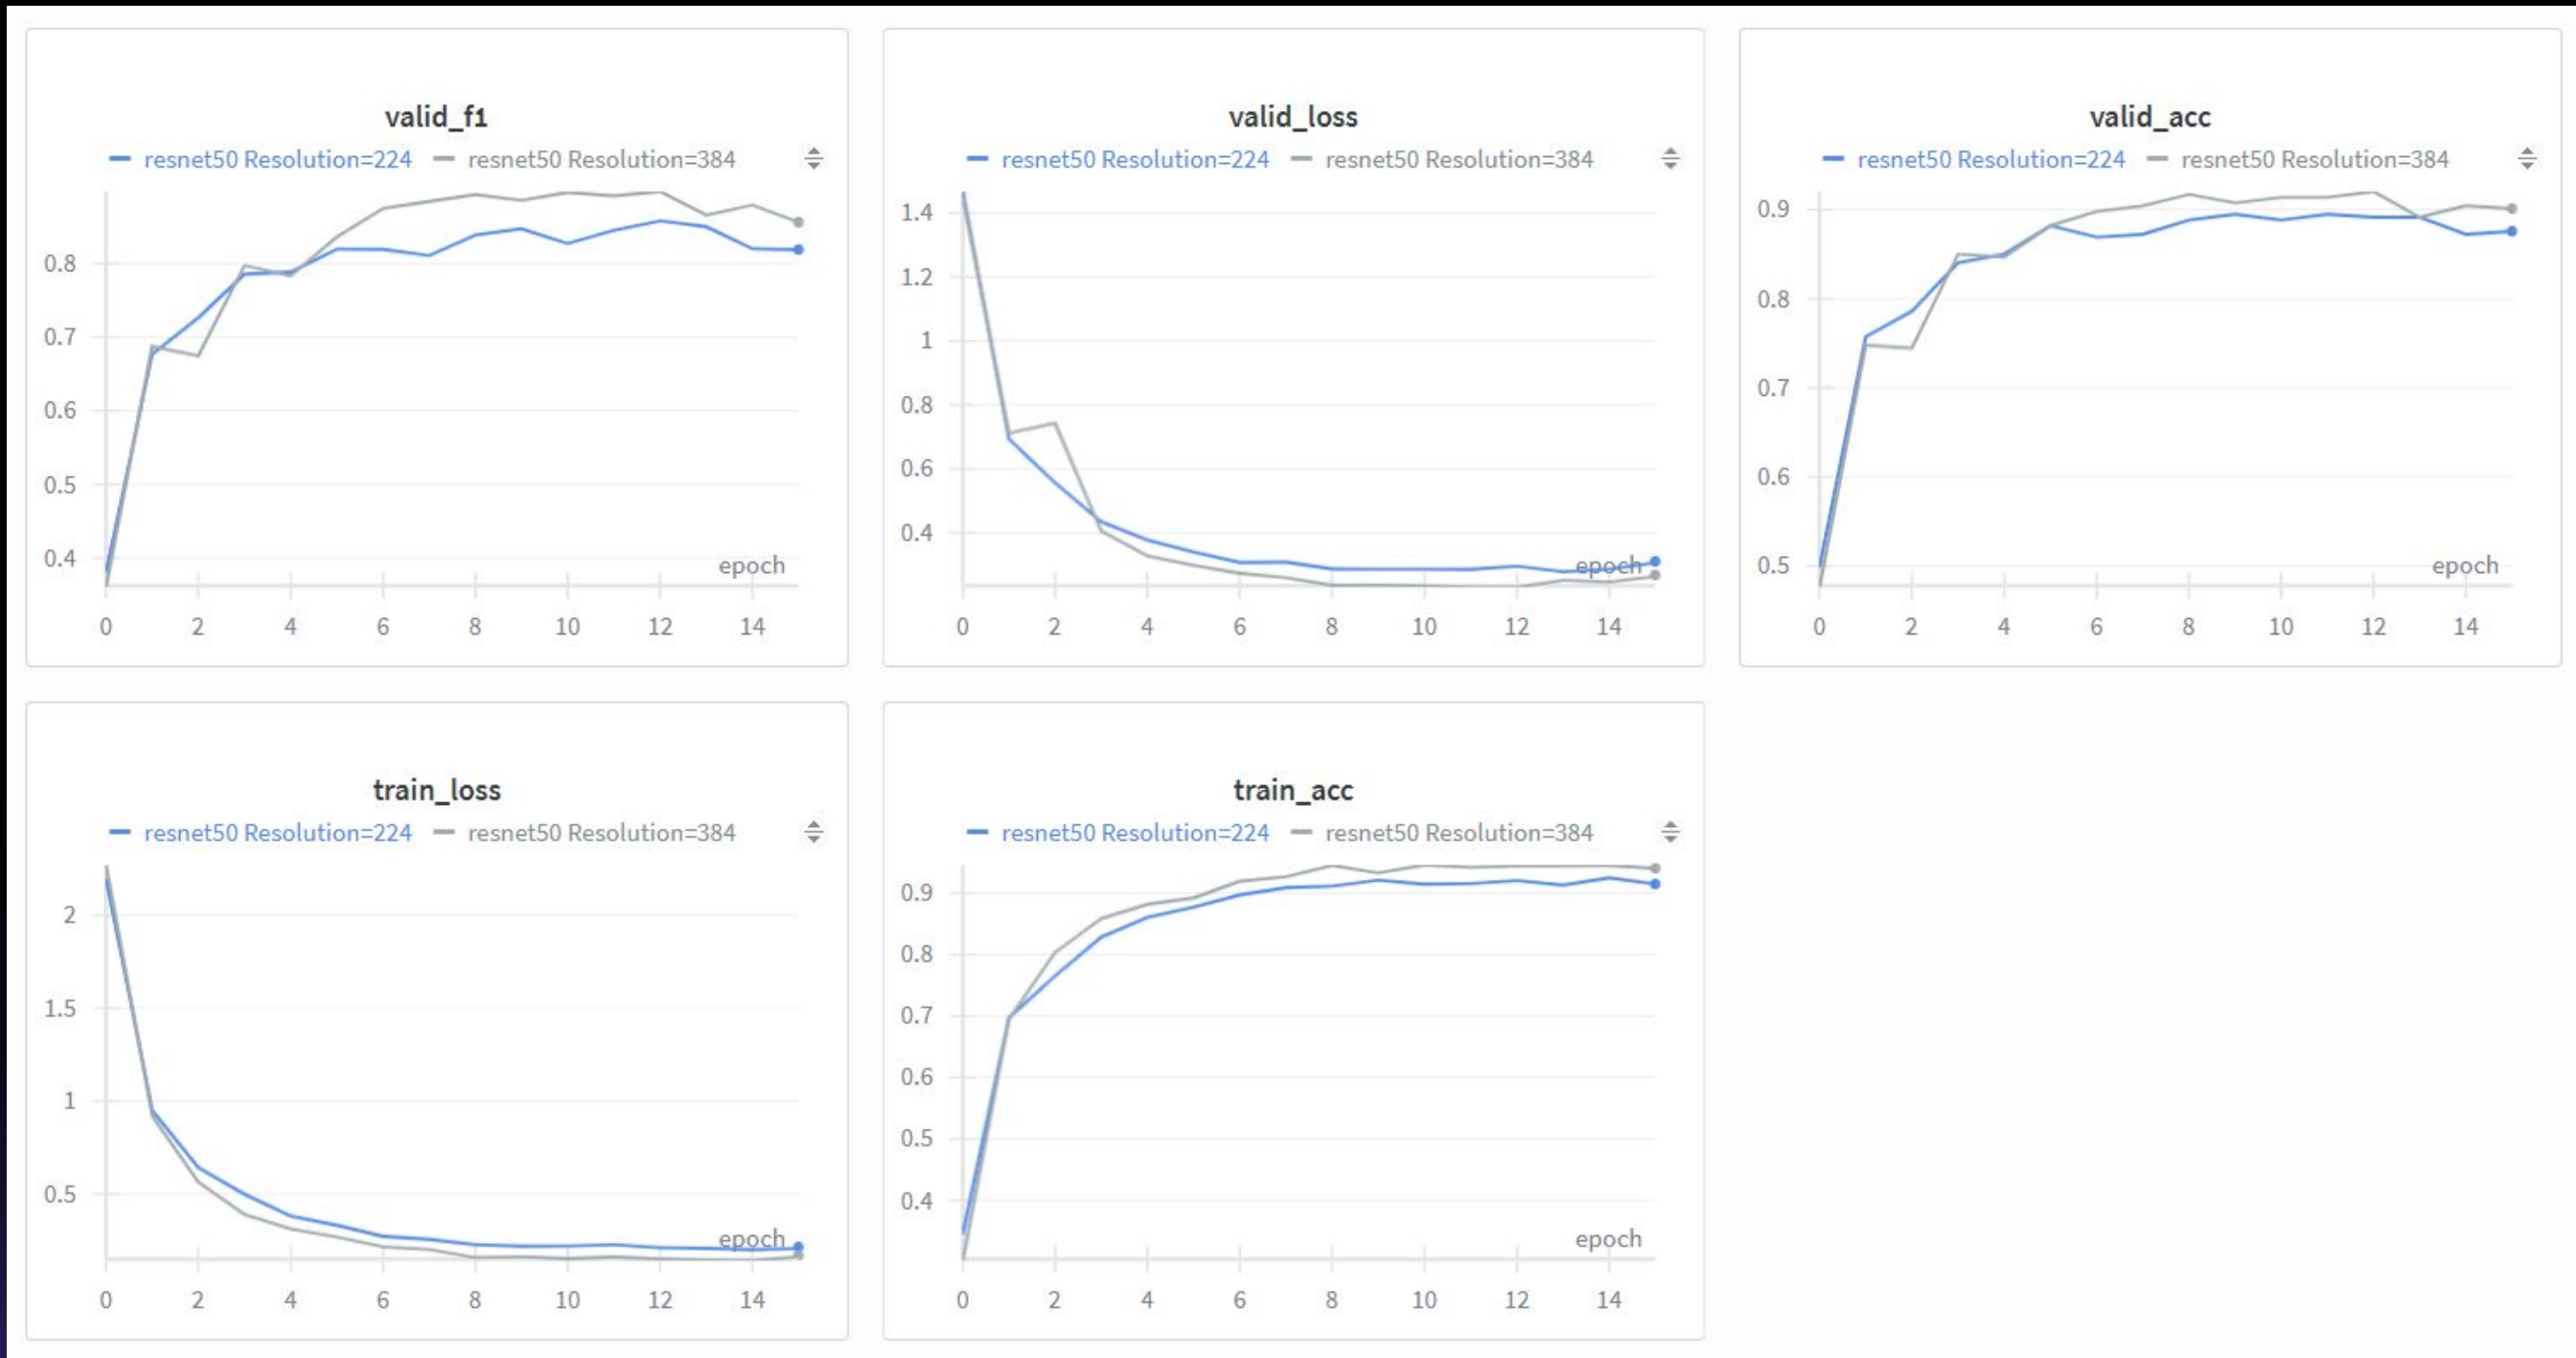 valid_f1
resnet50 Resolution=224 resnet50 Resolution=384
0.8
0.7
0.6
0.5
0.4
epoch
0 2 4 6 8 10 12 14
valid_loss
resnet50 Resolution=224 resnet50 Resolution=384
1.4
1.2
1
0.8
0.6
0.4
epoch
0 2 4 6 8 10 12 14
valid_acc
resnet50 Resolution=224 resnet50 Resolution=384
0.9
0.8
0.7
0.6
0.5
epoch
0 2 4 6 8 10 12 14
train_loss
resnet50 Resolution=224 resnet50 Resolution=384
2
1.5
1
0.5
epoch
0 2 4 6 8 10 12 14
train_acc
resnet50 Resolution=224 resnet50 Resolution=384
0.9
0.8
0.7
0.6
0.5
0.4
epoch
0 2 4 6 8 10 12 14